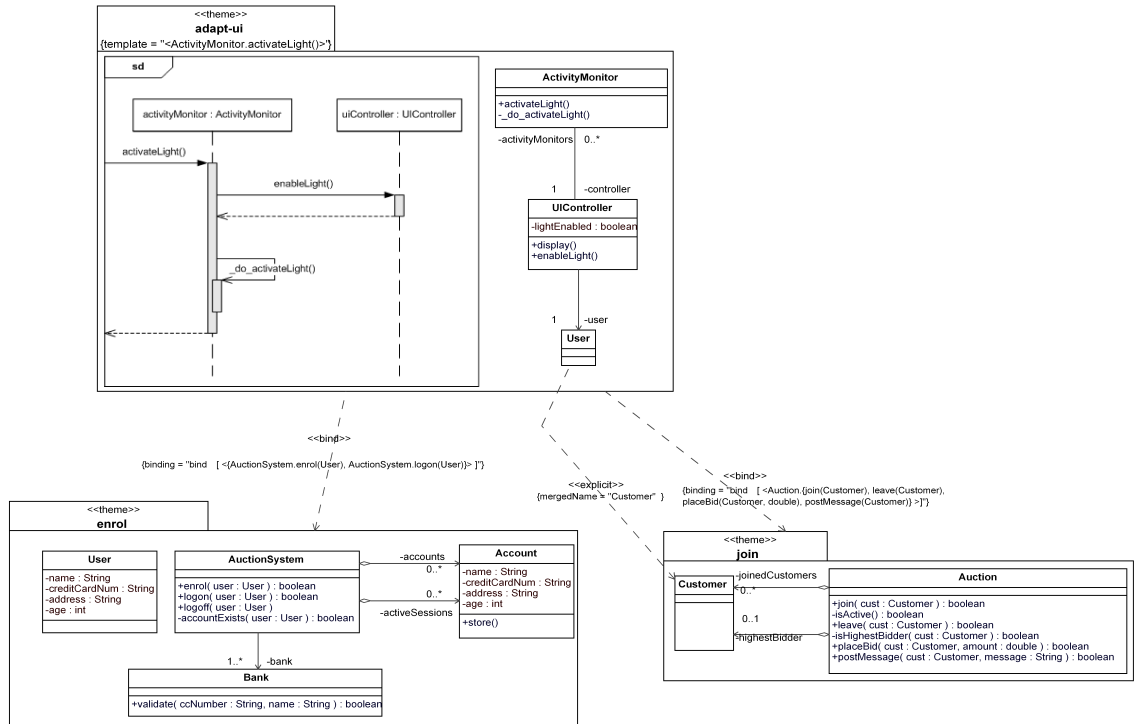 <<theme>>
adapt-ui
{template = "<ActivityMonitor.activateLight()>"}
sd
activityMonitor : ActivityMonitor
uiController : UIController
activateLight()
enableLight()
_do_activateLight()
ActivityMonitor
+activateLight()
-_do_activateLight()
-activityMonitors 0..*
1 -controller
UIController
-lightEnabled : boolean
+display()
+enableLight()
1 -user
User
<<bind>>
{binding = "bind [ <{AuctionSystem.enrol(User), AuctionSystem.logon(User)}> ]"}
<<explicit>>
{mergedName = "Customer" }
<<bind>>
{binding = "bind [ <Auction.{join(Customer), leave(Customer),
placeBid(Customer, double), postMessage(Customer)} >]"}
<<theme>>
enrol
User
-name : String
-creditCardNum : String
-address : String
-age : int
AuctionSystem
+enrol( user : User ) : boolean
+logon( user : User ) : boolean
+logoff( user : User )
-accountExists( user : User ) : boolean
-accounts
0..*
0..*
-activeSessions
Account
-name : String
-creditCardNum : String
-address : String
-age : int
+store()
1..* -bank
Bank
+validate( ccNumber : String, name : String ) : boolean
<<theme>>
join
Customer
-joinedCustomers
0..*
0..1
-highestBidder
Auction
+join( cust : Customer ) : boolean
-isActive() : boolean
+leave( cust : Customer ) : boolean
-isHighestBidder( cust : Customer ) : boolean
+placeBid( cust : Customer, amount : double ) : boolean
+postMessage( cust : Customer, message : String ) : boolean